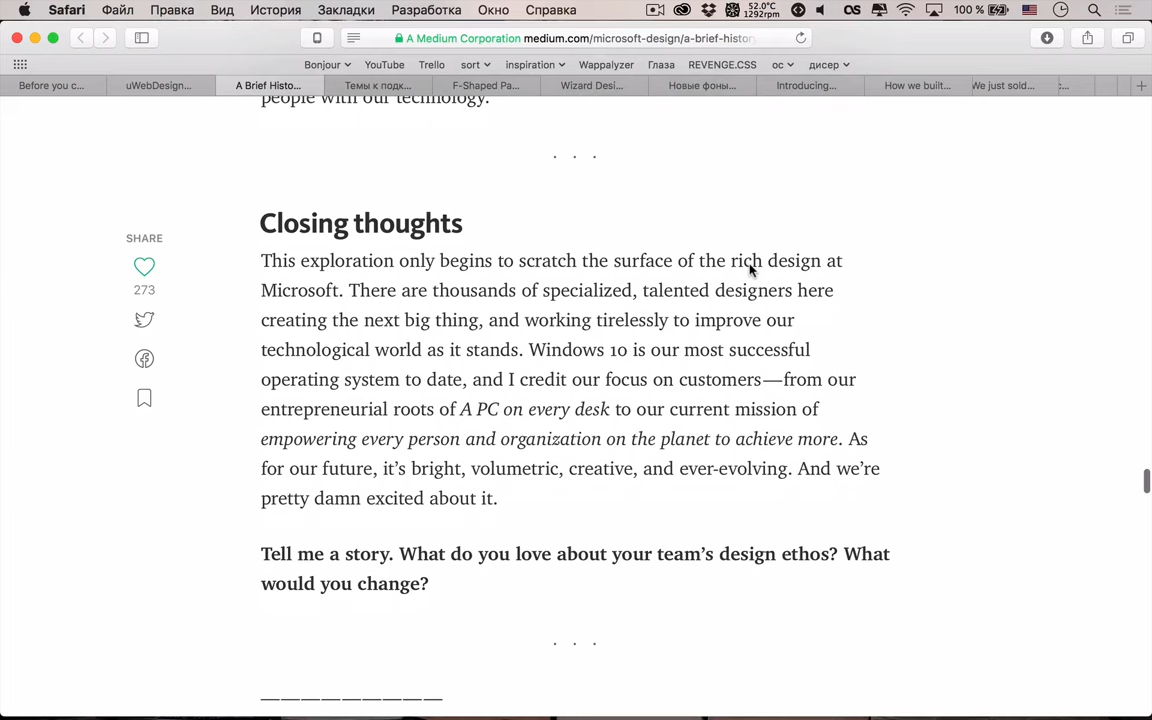 Safari Файл Правка Вид История Закладки Разработка Окно Справка 52.0°C 1292rpm 100 %
A Medium Corporation medium.com/microsoft-design/a-brief-histor
Bonjour YouTube Trello sort inspiration Wappalyzer Глаза REVENGE.CSS ос дисер
Before you c... uWebDesign... A Brief Histo... Темы к подк... F-Shaped Pa... Wizard Desi... Новые фоны... Introducing... How we built... We just sold...
people with our technology.
. . .
Closing thoughts
SHARE
273
This exploration only begins to scratch the surface of the rich design at
Microsoft. There are thousands of specialized, talented designers here
creating the next big thing, and working tirelessly to improve our
technological world as it stands. Windows 10 is our most successful
operating system to date, and I credit our focus on customers—from our
entrepreneurial roots of A PC on every desk to our current mission of
empowering every person and organization on the planet to achieve more. As
for our future, it’s bright, volumetric, creative, and ever-evolving. And we’re
pretty damn excited about it.
Tell me a story. What do you love about your team’s design ethos? What
would you change?
. . .
—————————